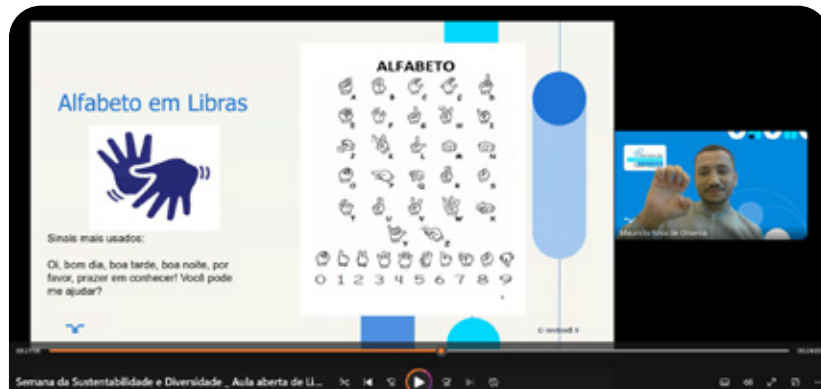 Alfabeto em Libras
Sinais mais usados:
Oi, bom dia, boa tarde, boa noite, por
favor, prazer em conhecer! Você pode
me ajudar?
ALFABETO
A B C Ç D
E F G H I
J K L M N
O P Q R S
T U V W X
Y Z
0 1 2 3 4 5 6 7 8 9
de Oliveira
Semana da Sustentabilidade e Diversidade _ Aula aberta de Li...